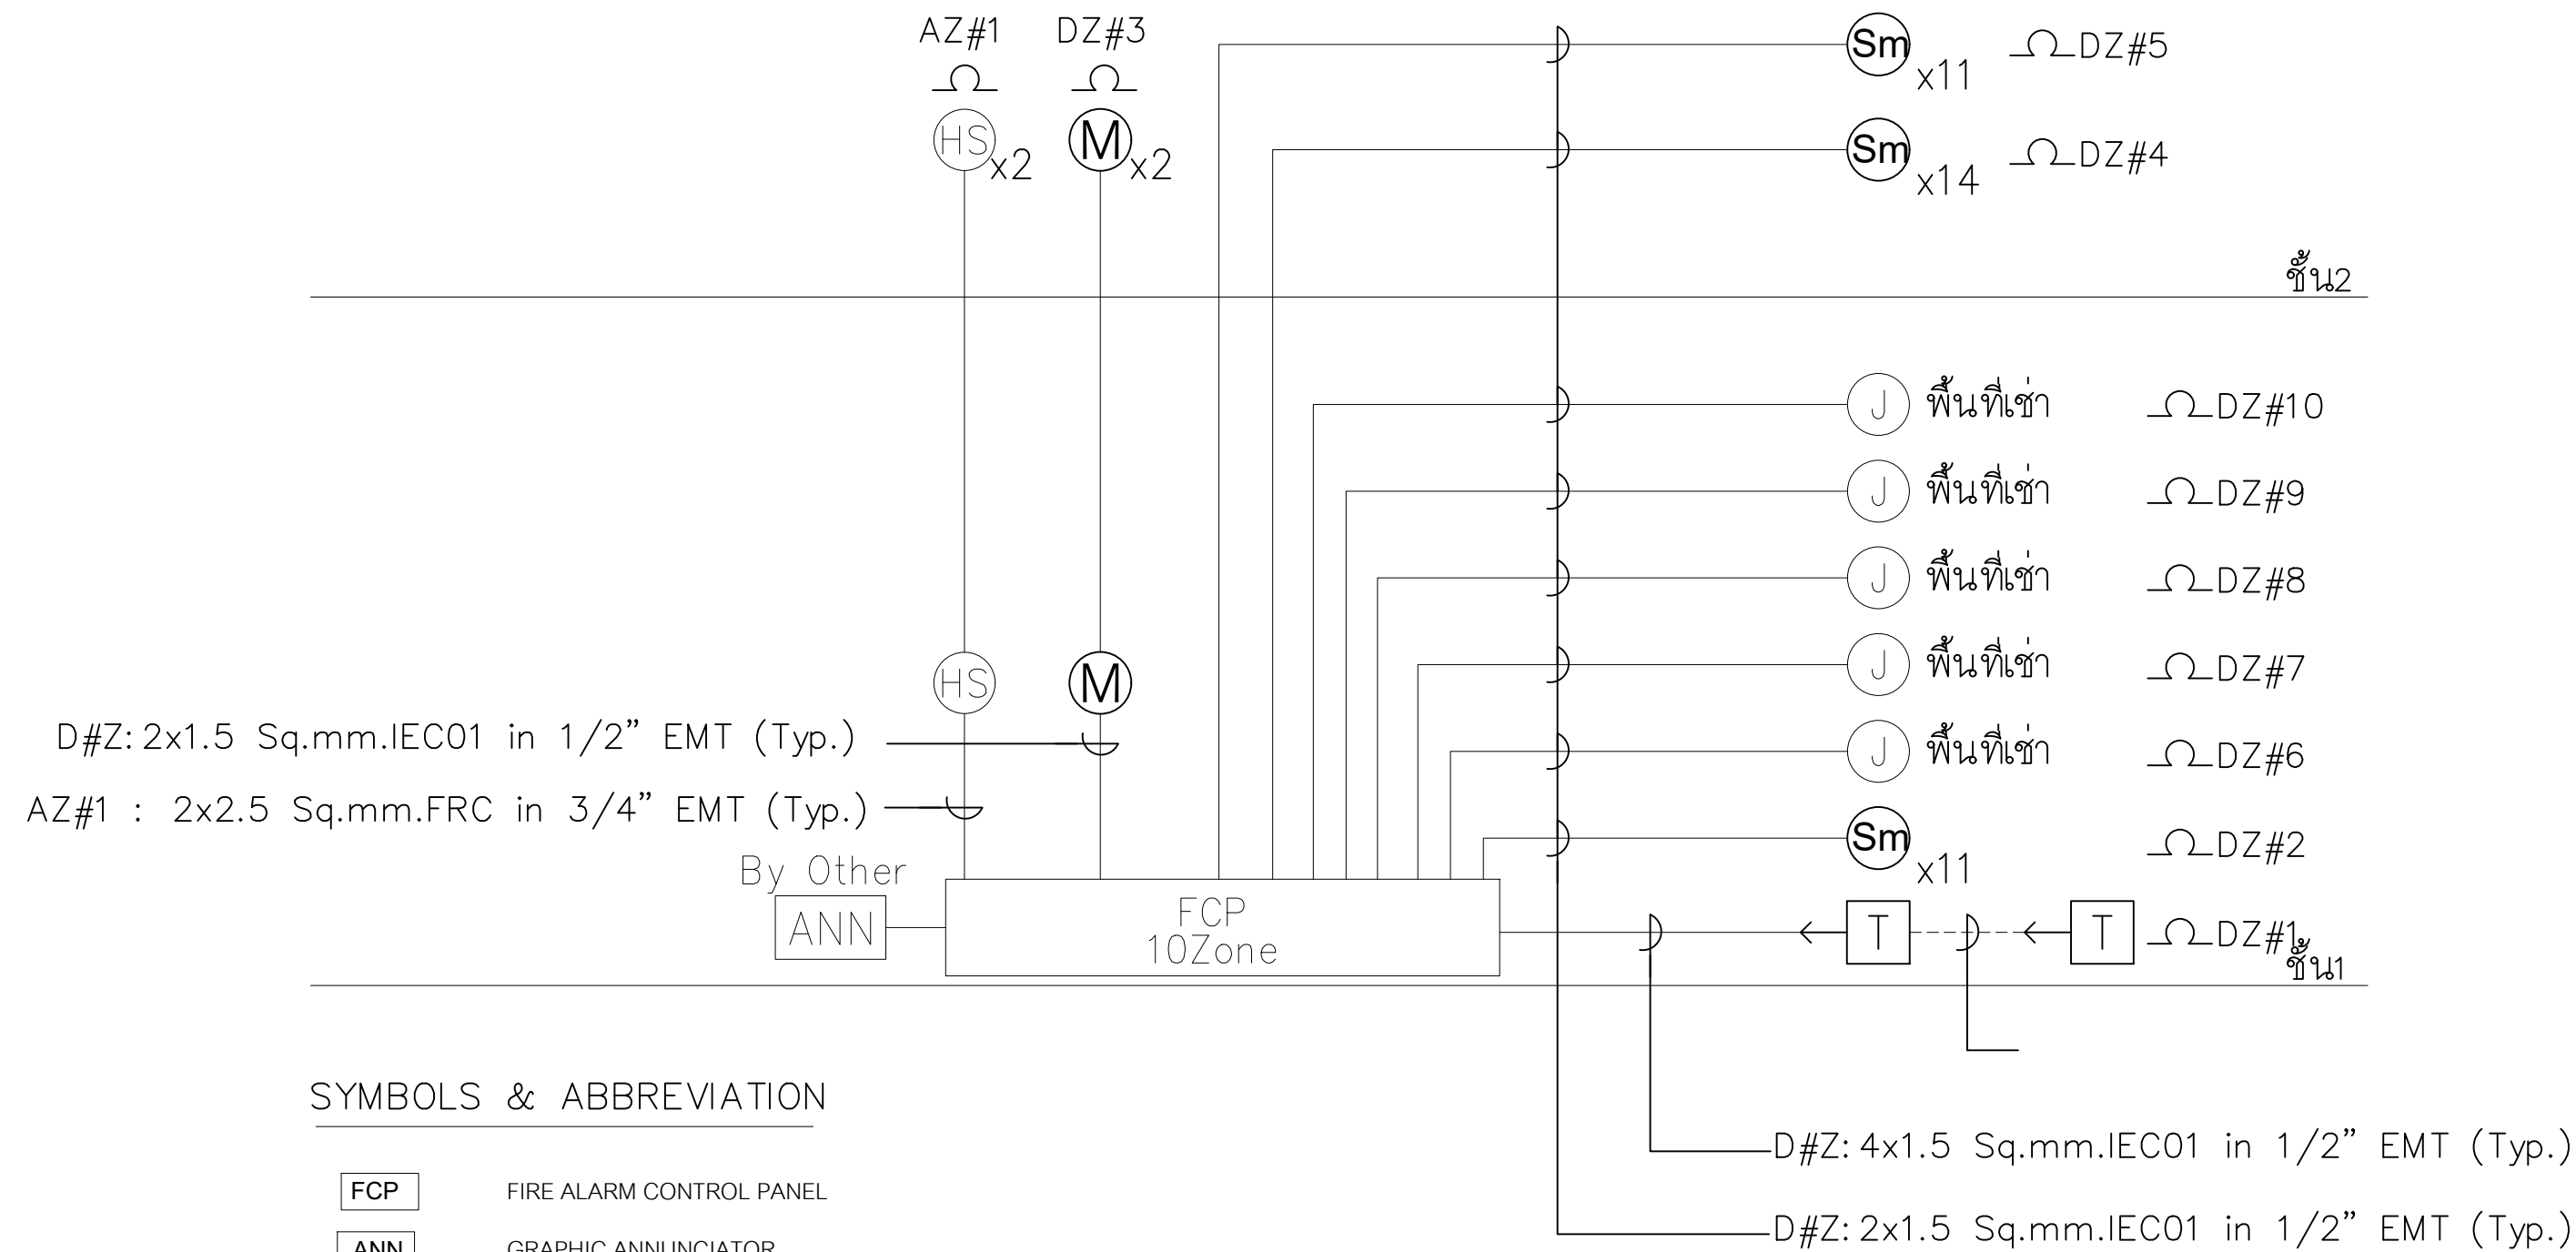 AZ#1
DZ#3
HS x2
M x2
Sm x11 DZ#5
Sm x14 DZ#4
ชั้น2
J พื้นที่เช่า DZ#10
J พื้นที่เช่า DZ#9
J พื้นที่เช่า DZ#8
J พื้นที่เช่า DZ#7
J พื้นที่เช่า DZ#6
Sm x11 DZ#2
HS
M
D#Z: 2x1.5 Sq.mm.IEC01 in 1/2” EMT (Typ.)
AZ#1 : 2x2.5 Sq.mm.FRC in 3/4” EMT (Typ.)
By Other
ANN
FCP
10Zone
T T DZ#1
ชั้น1
D#Z: 4x1.5 Sq.mm.IEC01 in 1/2” EMT (Typ.)
D#Z: 2x1.5 Sq.mm.IEC01 in 1/2” EMT (Typ.)
SYMBOLS & ABBREVIATION
FCP FIRE ALARM CONTROL PANEL
ANN GRAPHIC ANNUNCIATOR